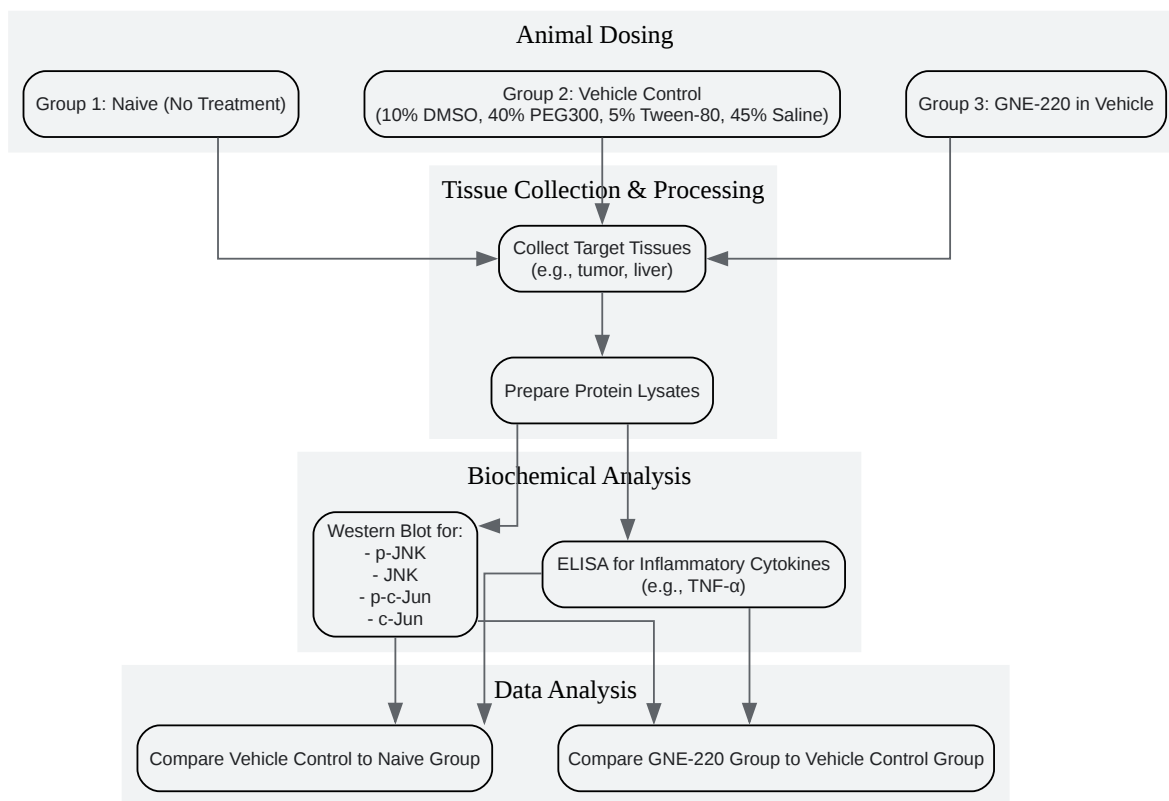 Animal Dosing
Group 1: Naive (No Treatment)
Group 2: Vehicle Control
(10% DMSO, 40% PEG300, 5% Tween-80, 45% Saline)
Group 3: GNE-220 in Vehicle
Tissue Collection & Processing
Collect Target Tissues
(e.g., tumor, liver)
Prepare Protein Lysates
Biochemical Analysis
Western Blot for:
- p-JNK
- JNK
- p-c-Jun
- c-Jun
ELISA for Inflammatory Cytokines
(e.g., TNF-α)
Data Analysis
Compare Vehicle Control to Naive Group
Compare GNE-220 Group to Vehicle Control Group